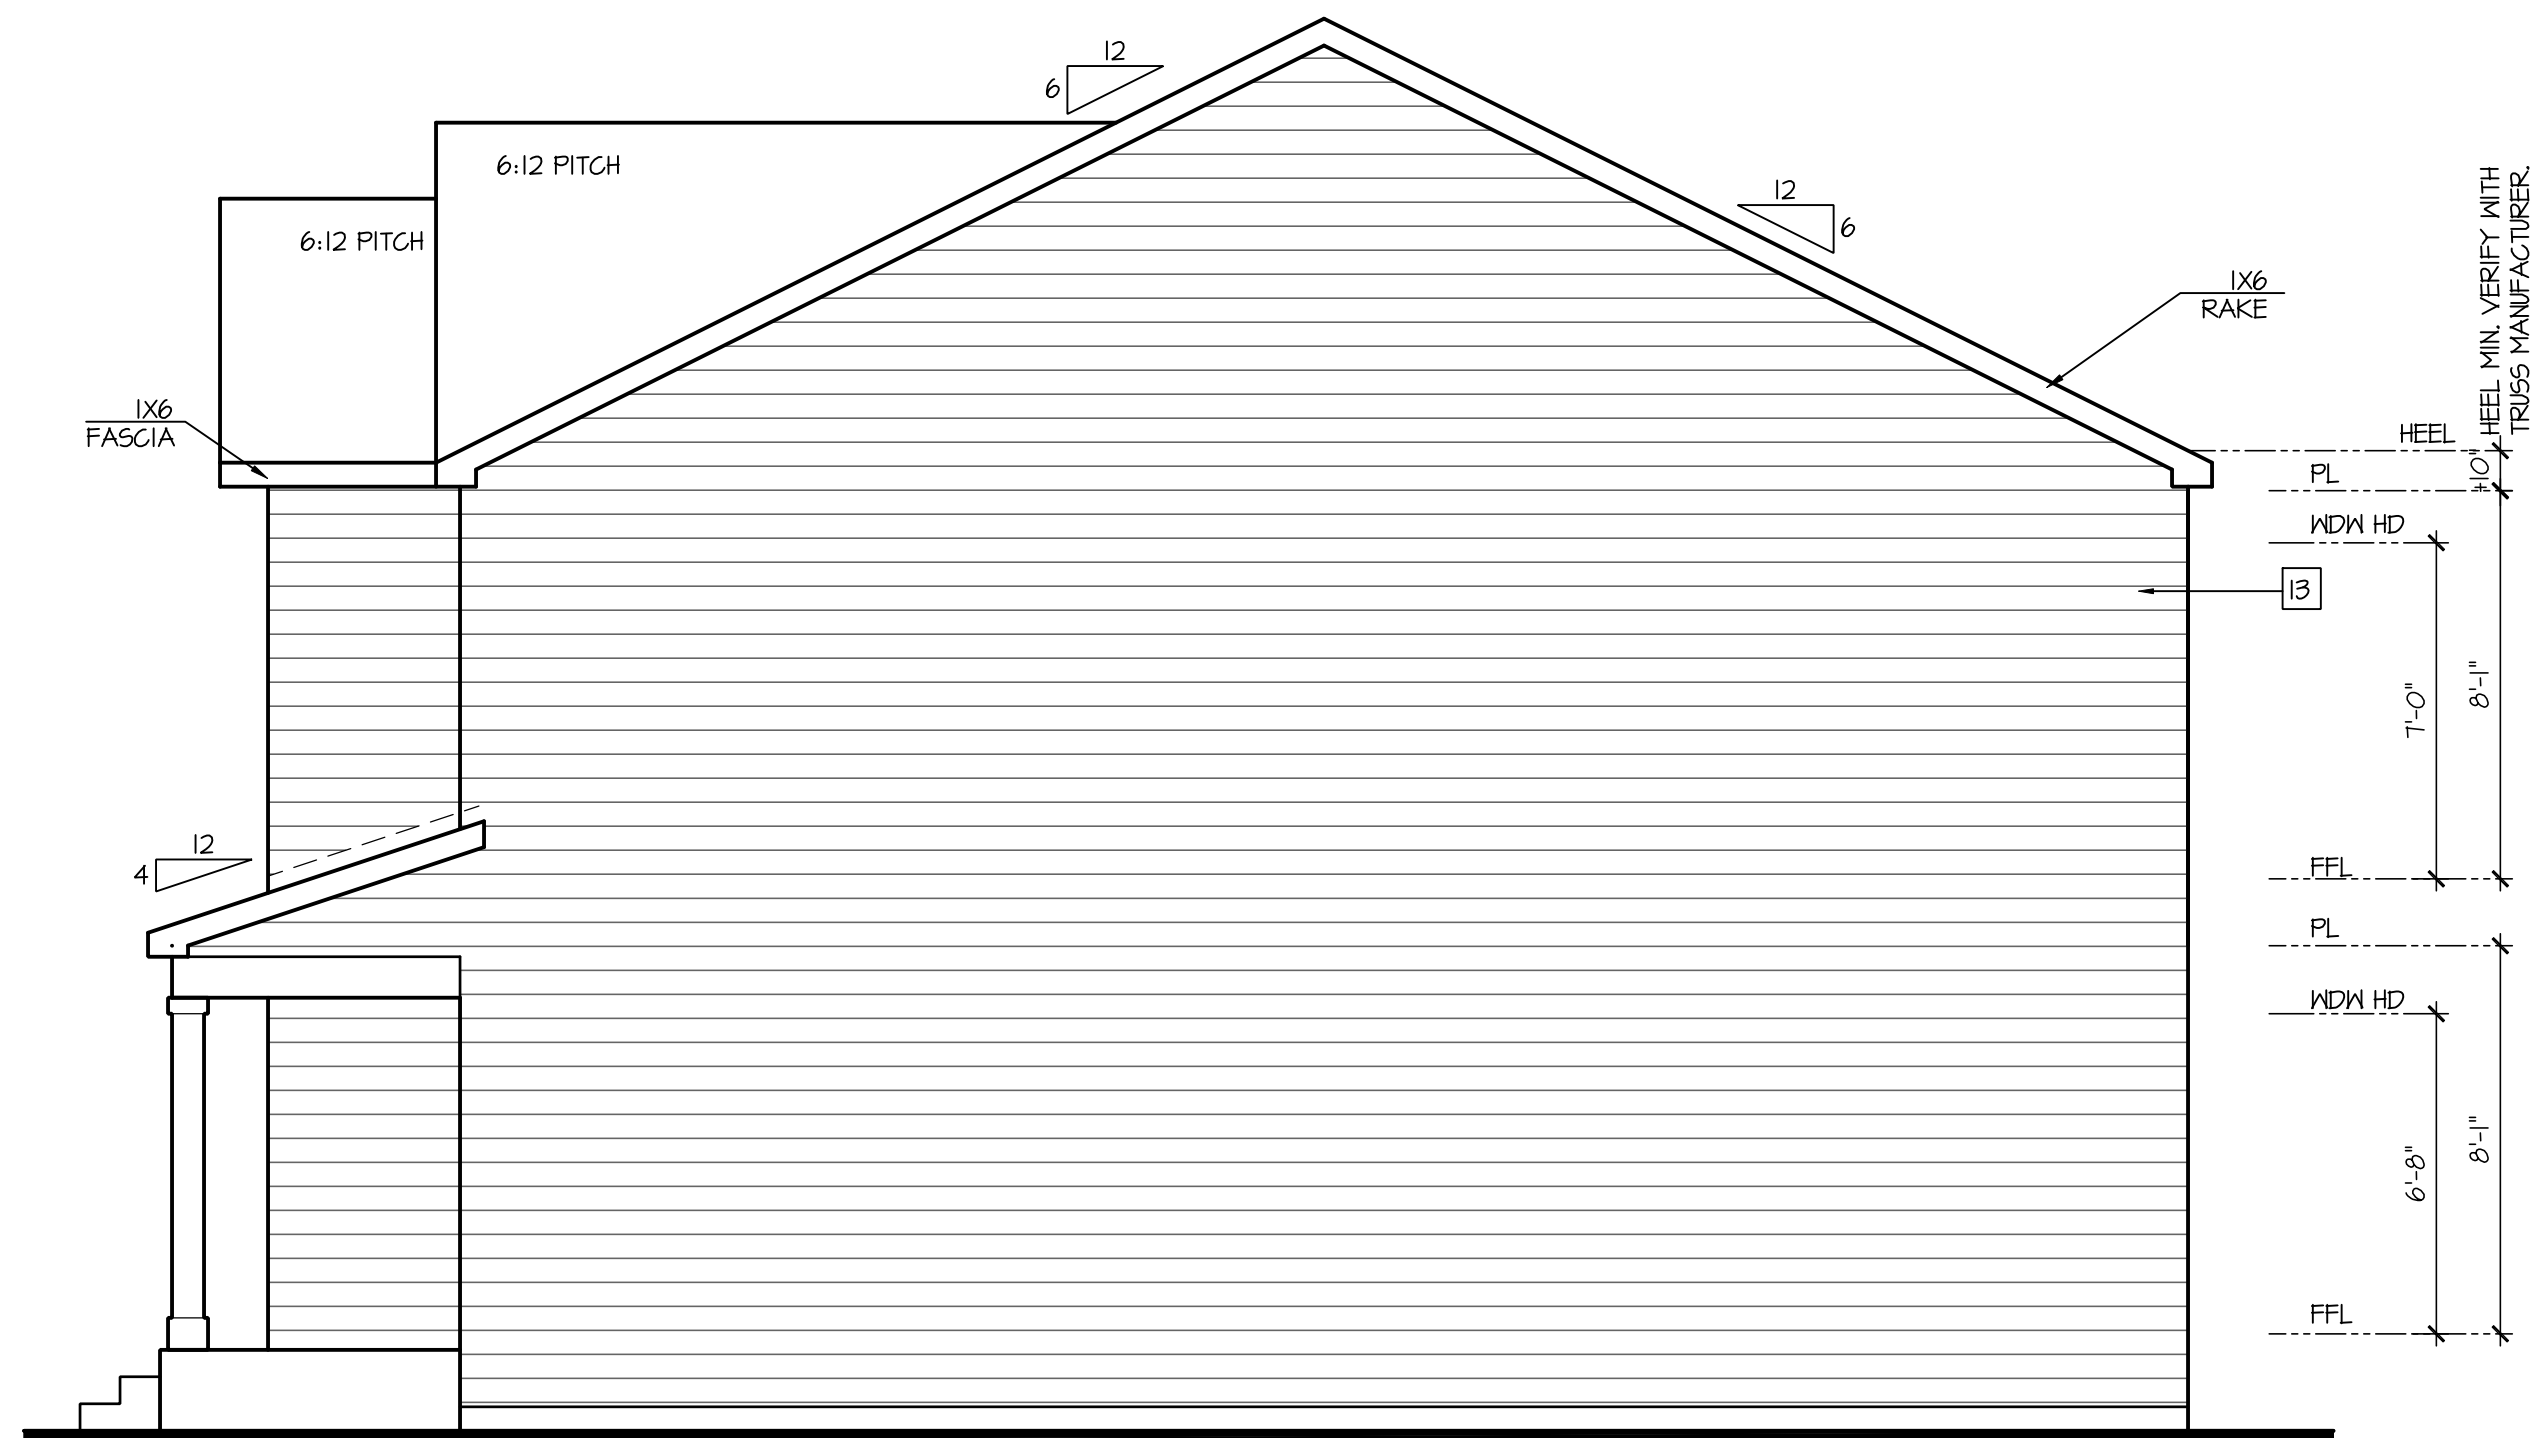 12
6
6:12 PITCH
6:12 PITCH
12
6
1X6
RAKE
HEEL MIN. VERIFY WITH
TRUSS MANUFACTURER.
1X6
FASCIA
HEEL
+10"
PL
WDW HD
13
7'-0"
8'-1"
12
4
FFL
PL
WDW HD
6'-8"
8'-1"
FFL